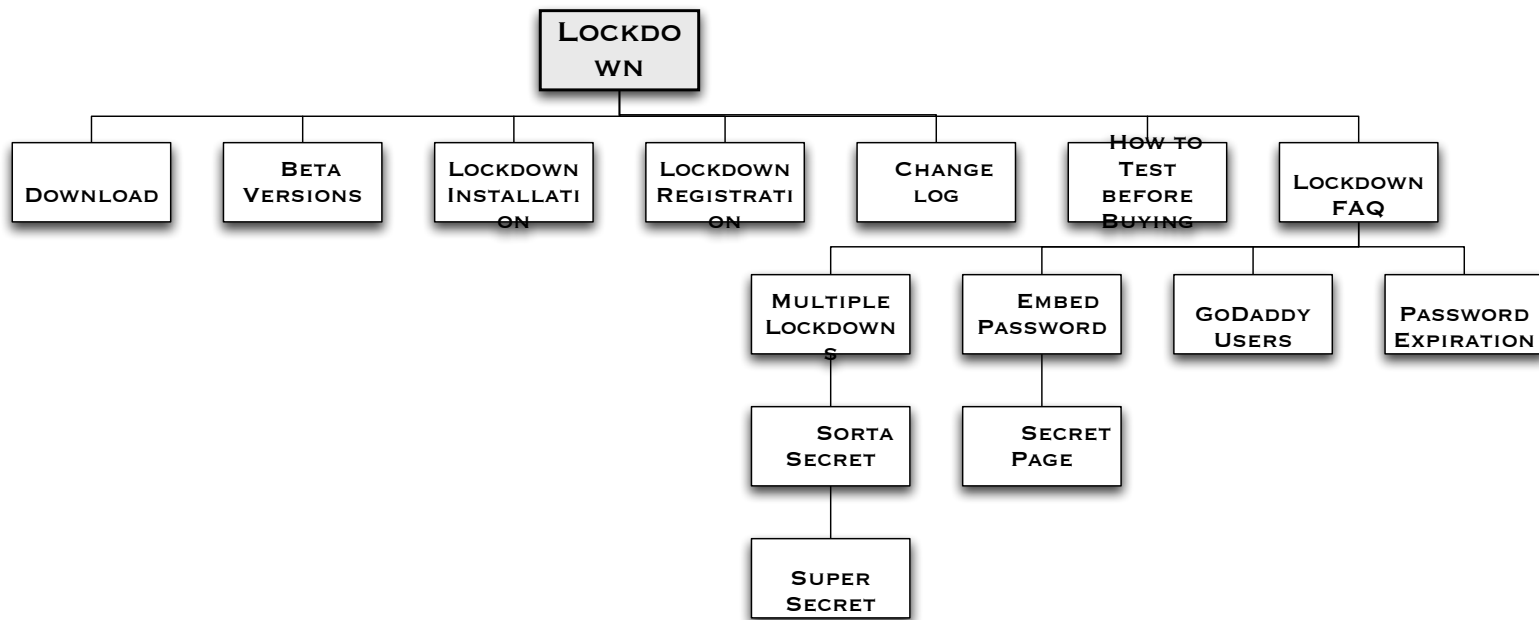 Lockdo
wn
Download
Beta
Versions
Lockdown
Installati
on
Lockdown
Registrati
on
Change
log
How to
Test
before
Buying
Lockdown
FAQ
Multiple
Lockdown
s
Embed
Password
GoDaddy
Users
Password
Expiration
Sorta
Secret
Secret
Page
Super
Secret